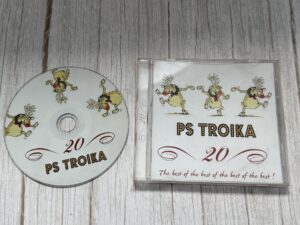 20
PS TROIKA
PS TROIKA
20
The best of the best of the best of the best !